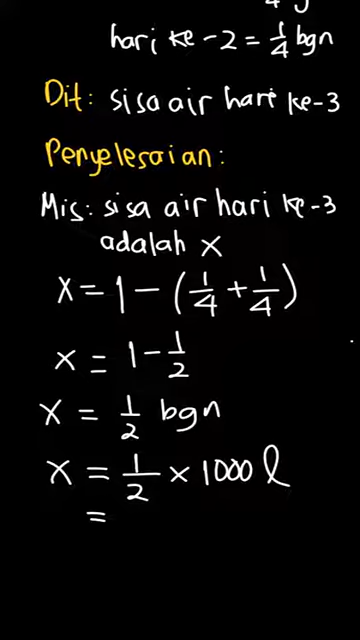 hari ke-2 = 1/4 bgn
Dit: sisa air hari ke-3
Penyelesaian:
Mis: sisa air hari ke-3
adalah x
x = 1 - (1/4 + 1/4)
x = 1 - 1/2
x = 1/2 bgn
x = 1/2 × 1000 l
=